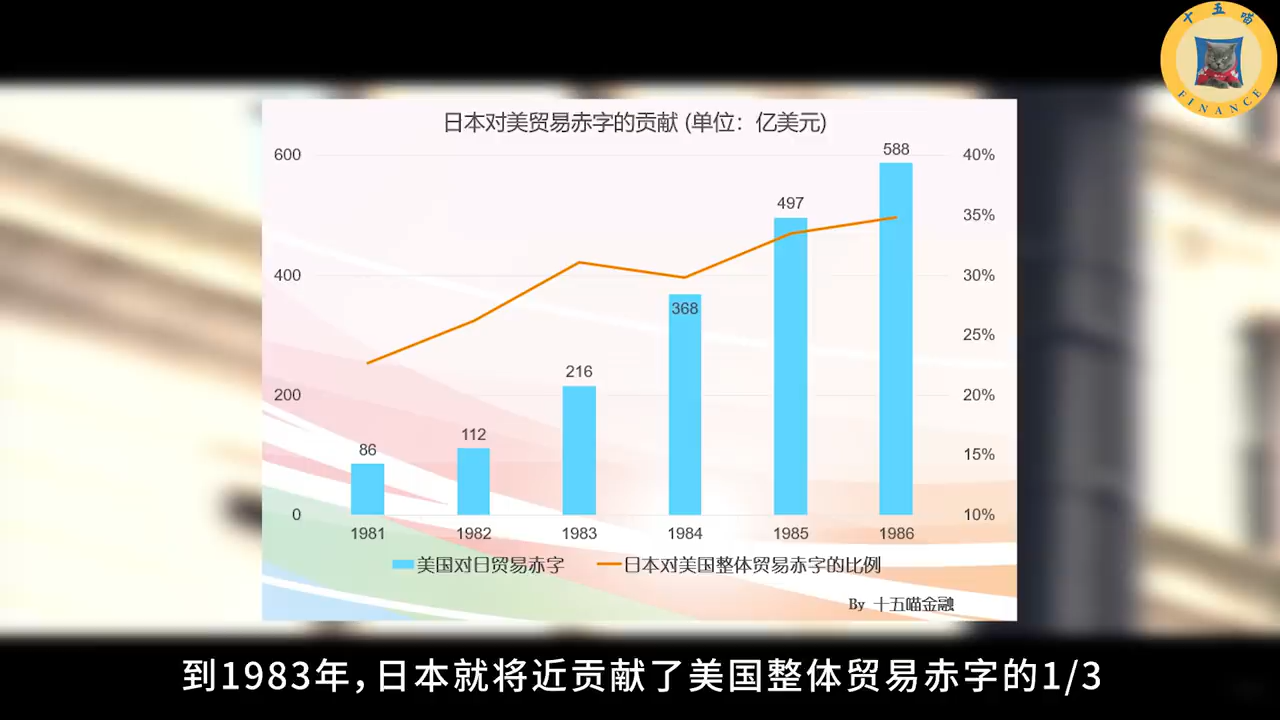 十五喵
FINANCE
日本对美贸易赤字的贡献 (单位：亿美元)
600
400
200
0
40%
35%
30%
25%
20%
15%
10%
86
112
216
368
497
588
1981 1982 1983 1984 1985 1986
美国对日贸易赤字 日本对美国整体贸易赤字的比例
By 十五喵金融
到1983年，日本就将近贡献了美国整体贸易赤字的1/3